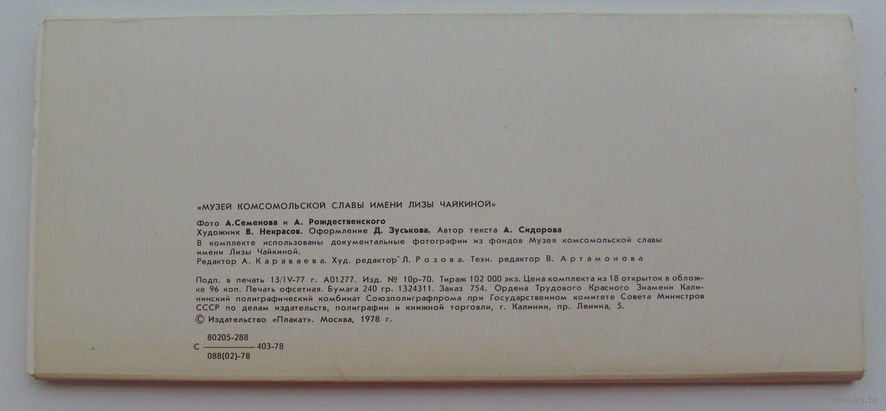 «МУЗЕЙ КОМСОМОЛЬСКОЙ СЛАВЫ ИМЕНИ ЛИЗЫ ЧАЙКИНОЙ»
Фото А.Семенова и А. Рождественского
Художник В. Некрасов. Оформление Д. Зуськова. Автор текста А. Сидорова
В комплекте использованы документальные фотографии из фондов Музея комсомольской славы
имени Лизы Чайкиной.
Редактор А. Караваева. Худ. редактор Л. Розова. Техн. редактор В. Артамонова
Подп. в печать 13/IV-77 г. А01277. Изд. № 10р-70. Тираж 102 000 экз. Цена комплекта из 18 открыток в облож-
ке 96 коп. Печать офсетная. Бумага 240 гр. 1324311. Заказ 754. Ордена Трудового Красного Знамени Кали-
нинский полиграфический комбинат Союзполиграфпрома при Государственном комитете Совета Министров
СССР по делам издательств, полиграфии и книжной торговли, г. Калинин, пр. Ленина, 5.
© Издательство «Плакат». Москва, 1978 г.
80205-288
С ——— 403-78
088(02)-78
www.ay.by